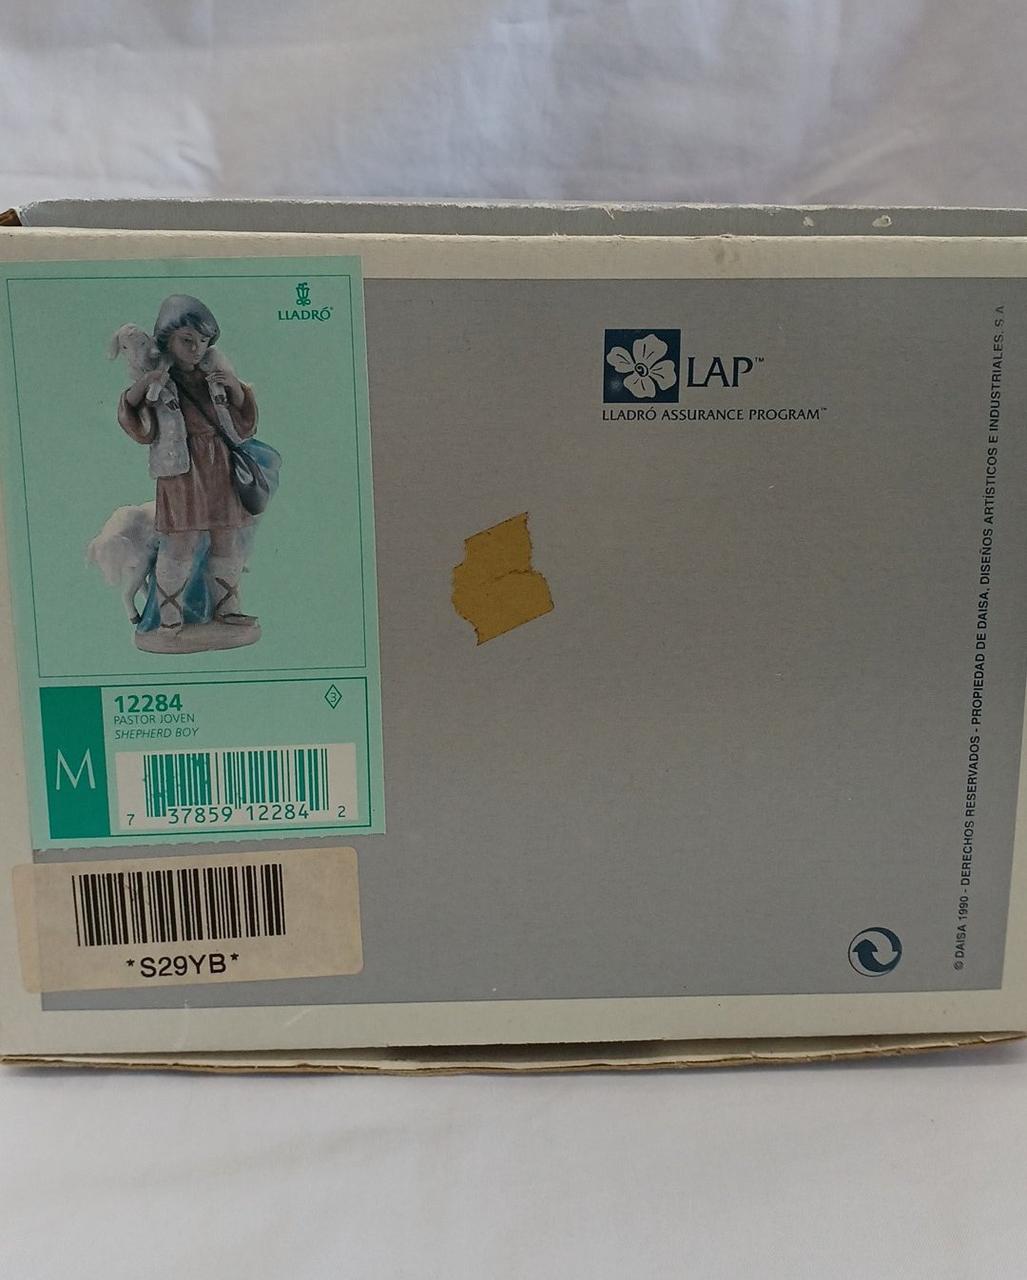 LLADRÓ®
LAP™
LLADRÓ ASSURANCE PROGRAM™
12284
3
PASTOR JOVEN
SHEPHERD BOY
M
7 37859 12284 2
*S29YB*
© DAISA 1990 - DERECHOS RESERVADOS - PROPIEDAD DE DAISA, DISEÑOS ARTÍSTICOS E INDUSTRIALES, S.A